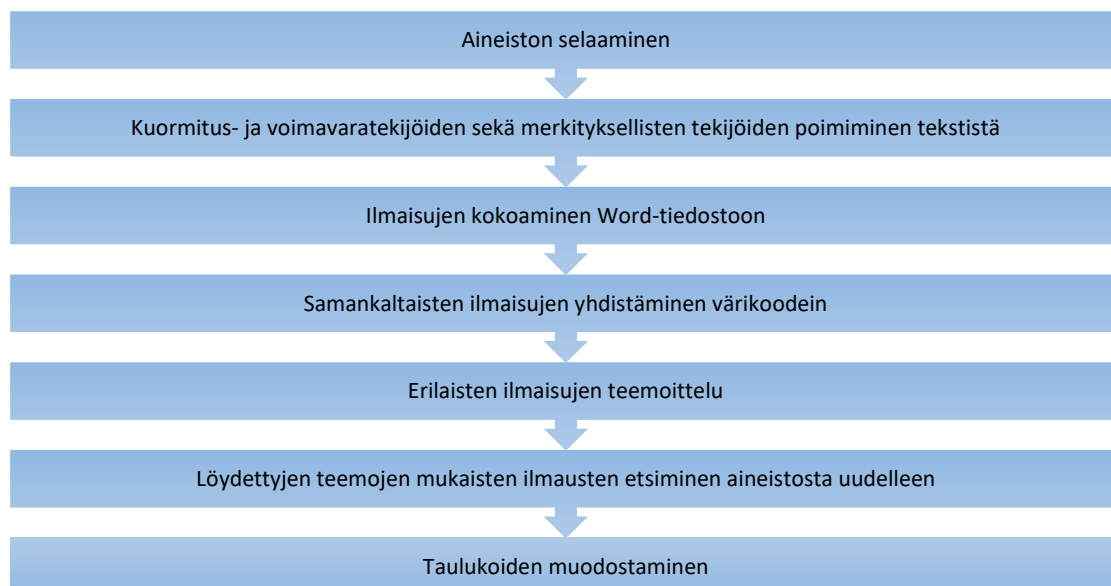 Aineiston selaaminen
Kuormitus- ja voimavaratekijöiden sekä merkityksellisten tekijöiden poimiminen tekstistä
Ilmaisujen kokoaminen Word-tiedostoon
Samankaltaisten ilmaisujen yhdistäminen värikoodein
Erilaisten ilmaisujen teemoittelu
Löydettyjen teemojen mukaisten ilmausten etsiminen aineistosta uudelleen
Taulukoiden muodostaminen